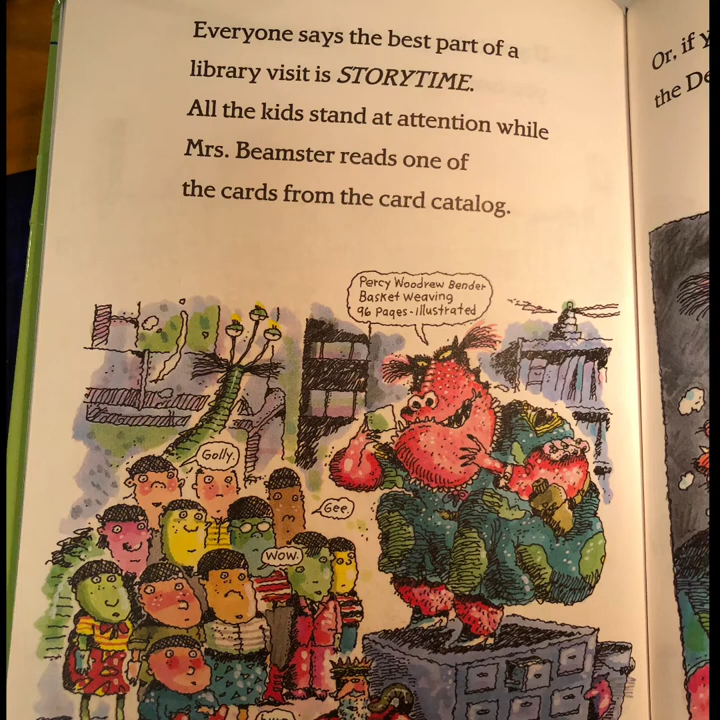 Everyone says the best part of a
library visit is STORYTIME.
All the kids stand at attention while
Mrs. Beamster reads one of
the cards from the card catalog.
Or, if
the
Percy Woodrew Bender
Basket Weaving
96 Pages-Illustrated
Golly.
Gee.
Wow.